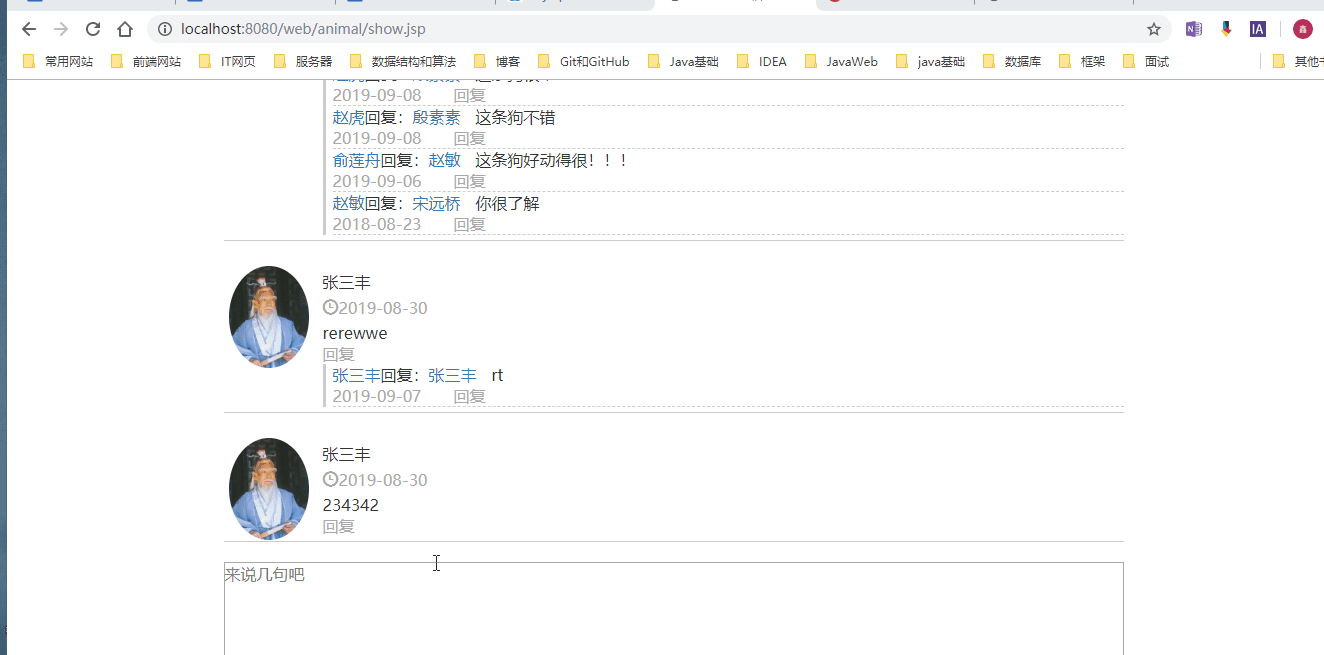 localhost:8080/web/animal/show.jsp
常用网站 前端网站 IT网页 服务器 数据结构和算法 博客 Git和GitHub Java基础 IDEA JavaWeb java基础 数据库 框架 面试 其他
2019-09-08 回复
赵虎回复：殷素素 这条狗不错
2019-09-08 回复
俞莲舟回复：赵敏 这条狗好动得很！！！
2019-09-06 回复
赵敏回复：宋远桥 你很了解
2018-08-23 回复
张三丰
2019-08-30
rerewwe
回复
张三丰回复：张三丰 rt
2019-09-07 回复
张三丰
2019-08-30
234342
回复
来说几句吧